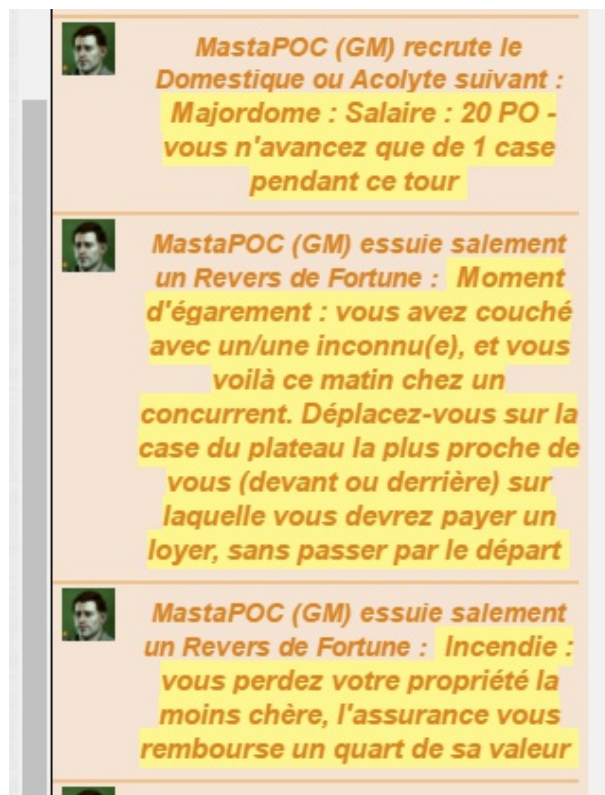 MastaPOC (GM) recrute le
Domestique ou Acolyte suivant :
Majordome : Salaire : 20 PO -
vous n'avancez que de 1 case
pendant ce tour
MastaPOC (GM) essuie salement
un Revers de Fortune : Moment
d'égarement : vous avez couché
avec un/une inconnu(e), et vous
voilà ce matin chez un
concurrent. Déplacez-vous sur la
case du plateau la plus proche de
vous (devant ou derrière) sur
laquelle vous devrez payer un
loyer, sans passer par le départ
MastaPOC (GM) essuie salement
un Revers de Fortune : Incendie :
vous perdez votre propriété la
moins chère, l'assurance vous
rembourse un quart de sa valeur